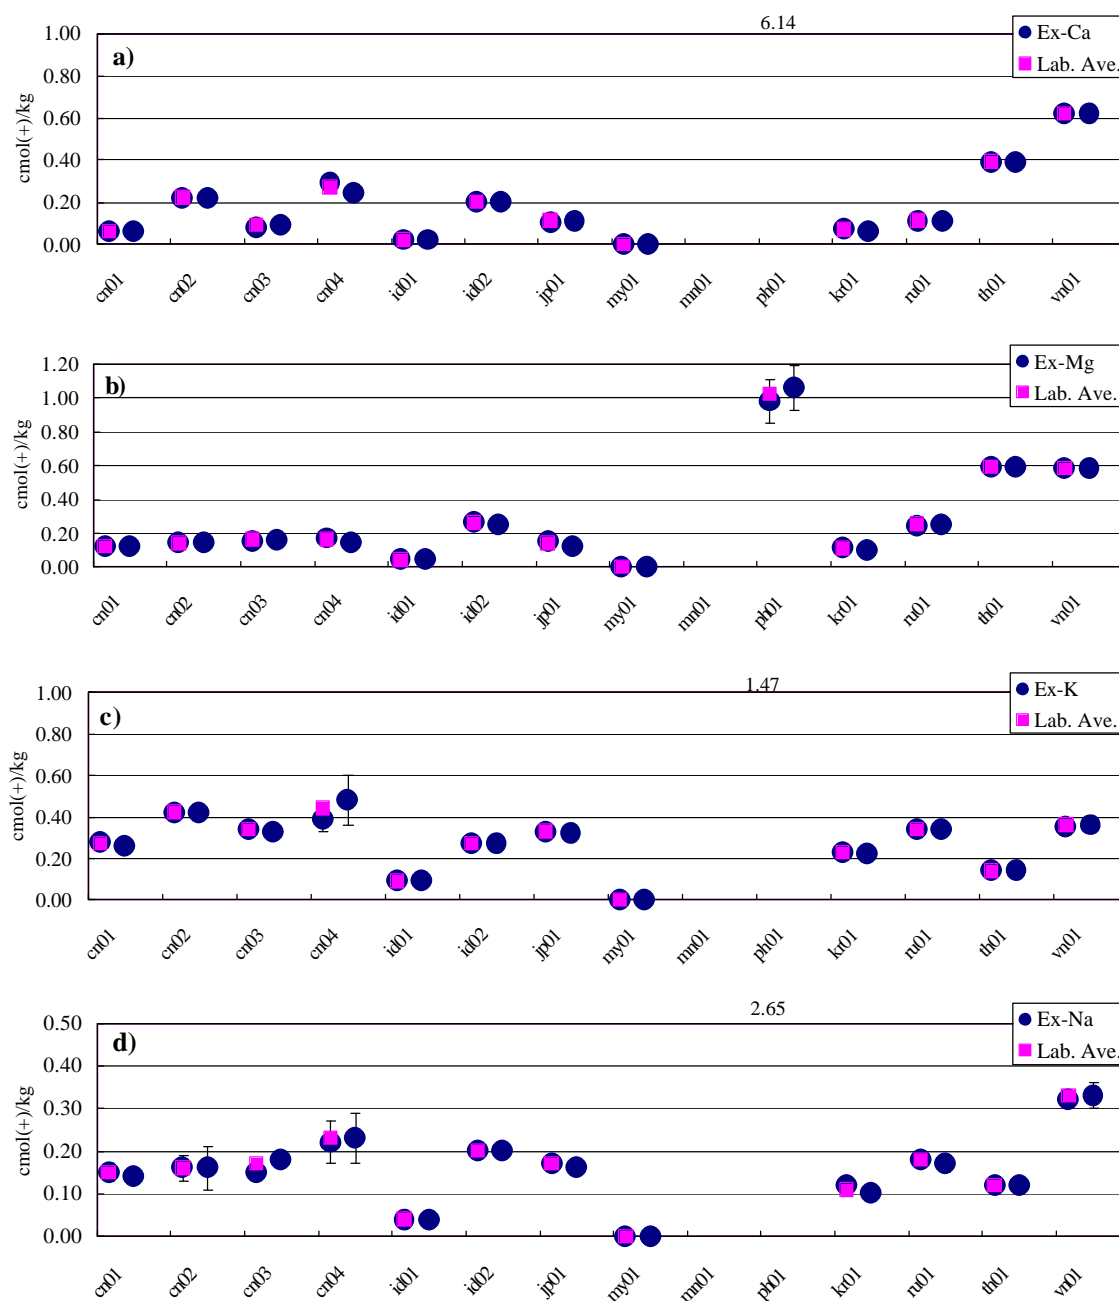 6.14
1.00
a)
Ex-Ca
Lab. Ave.
0.80
0.60
0.40
0.20
0.00
cmol(+)/kg
cn01 cn02 cn03 cn04 id01 id02 jp01 my01 mn01 ph01 kr01 ru01 th01 vn01
1.20
b)
Ex-Mg
Lab. Ave.
1.00
0.80
0.60
0.40
0.20
0.00
cmol(+)/kg
cn01 cn02 cn03 cn04 id01 id02 jp01 my01 mn01 ph01 kr01 ru01 th01 vn01
1.47
1.00
c)
Ex-K
Lab. Ave.
0.80
0.60
0.40
0.20
0.00
cmol(+)/kg
cn01 cn02 cn03 cn04 id01 id02 jp01 my01 mn01 ph01 kr01 ru01 th01 vn01
2.65
0.50
d)
Ex-Na
Lab. Ave.
0.40
0.30
0.20
0.10
0.00
cmol(+)/kg
cn01 cn02 cn03 cn04 id01 id02 jp01 my01 mn01 ph01 kr01 ru01 th01 vn01